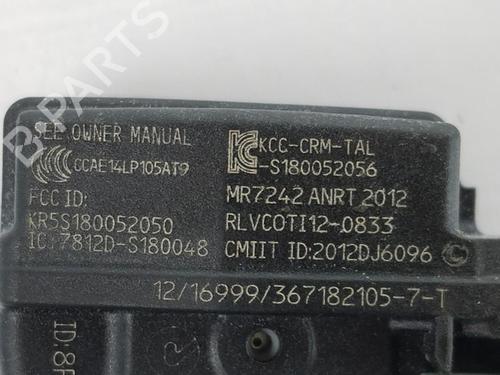 SEE OWNER MANUAL
CCAE14LP105AT9
FCC ID:
KR5S180052050
IC:7812D-S180048
KCC-CRM-TAL
-S180052056
MR7242 ANRT 2012
RLVCOTI12-0833
CMIIT ID:2012DJ6096
12/16999/367182105-7-T